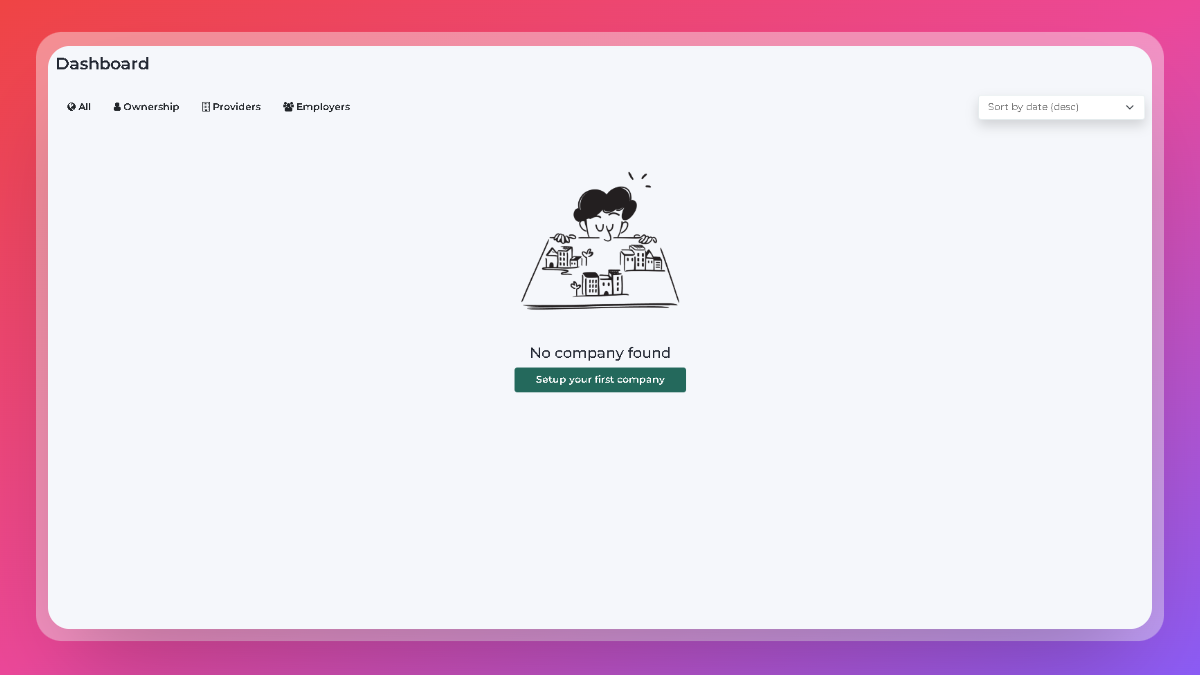 Dashboard
All
Ownership
Providers
Employers
Sort by date (desc)
No company found
Setup your first company